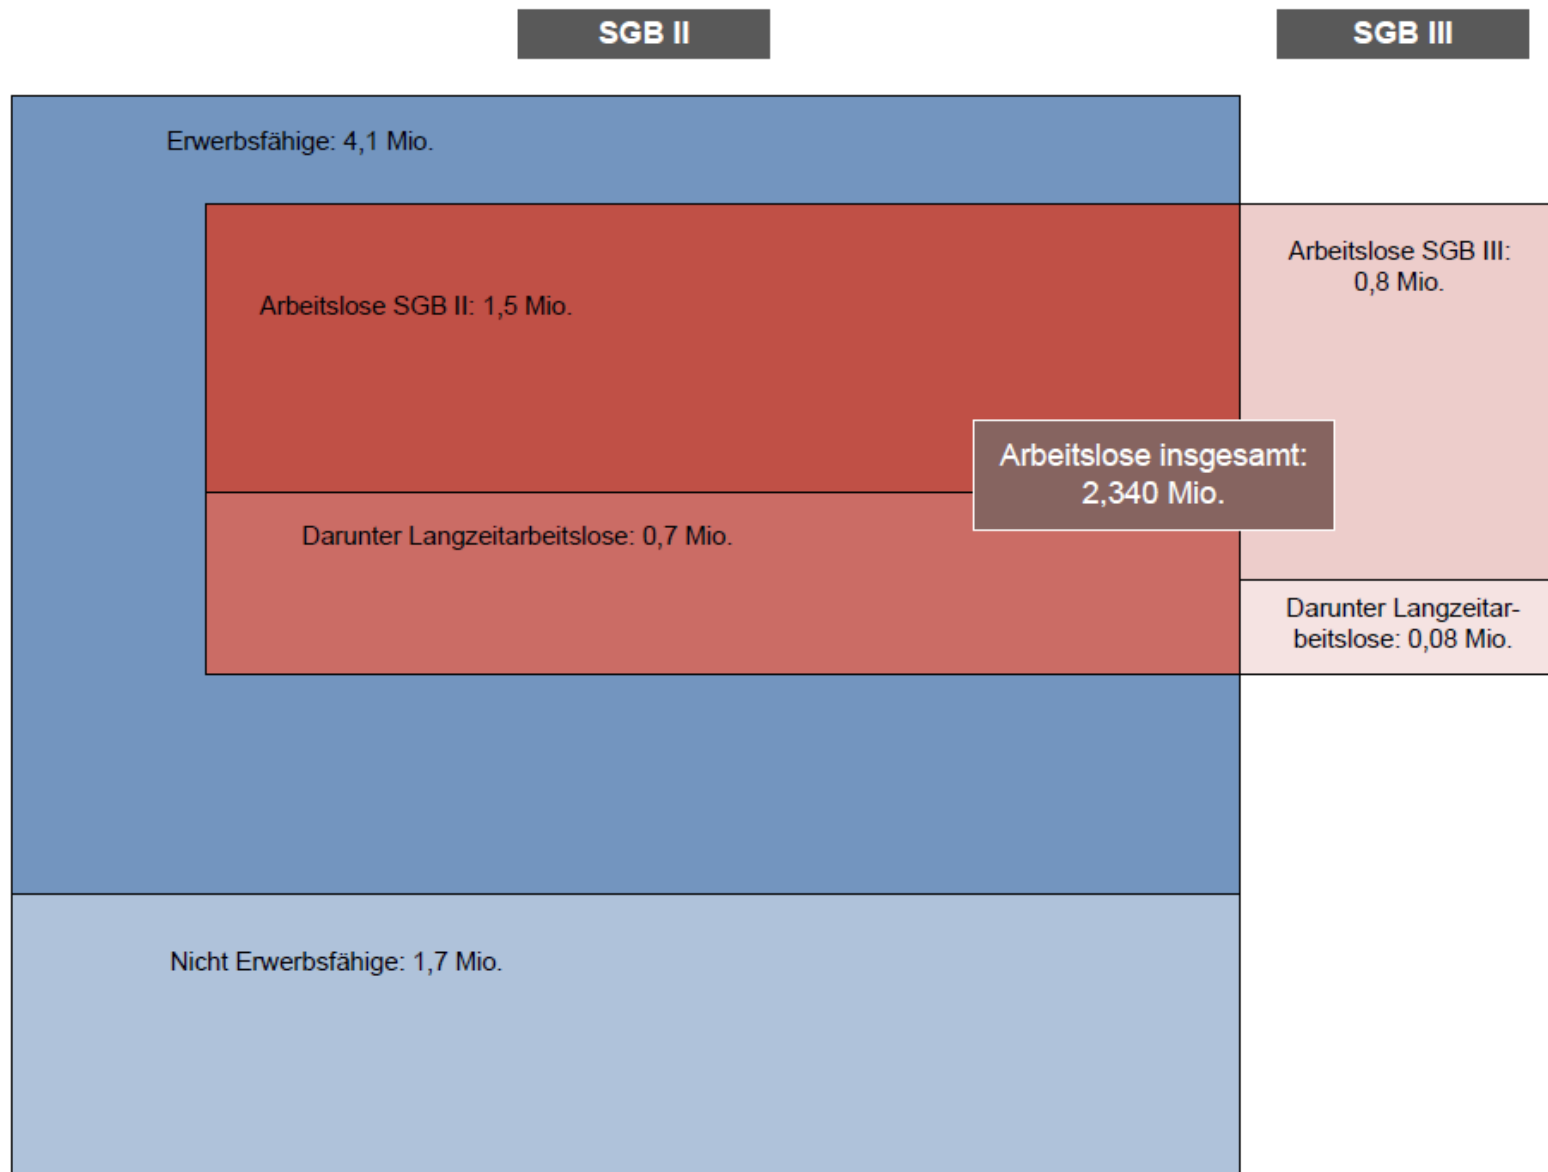 SGB II
SGB III
Erwerbsfähige: 4,1 Mio.
Arbeitslose SGB II: 1,5 Mio.
Arbeitslose SGB III:
0,8 Mio.
Arbeitslose insgesamt:
2,340 Mio.
Darunter Langzeitarbeitslose: 0,7 Mio.
Darunter Langzeitar-
beitslose: 0,08 Mio.
Nicht Erwerbsfähige: 1,7 Mio.